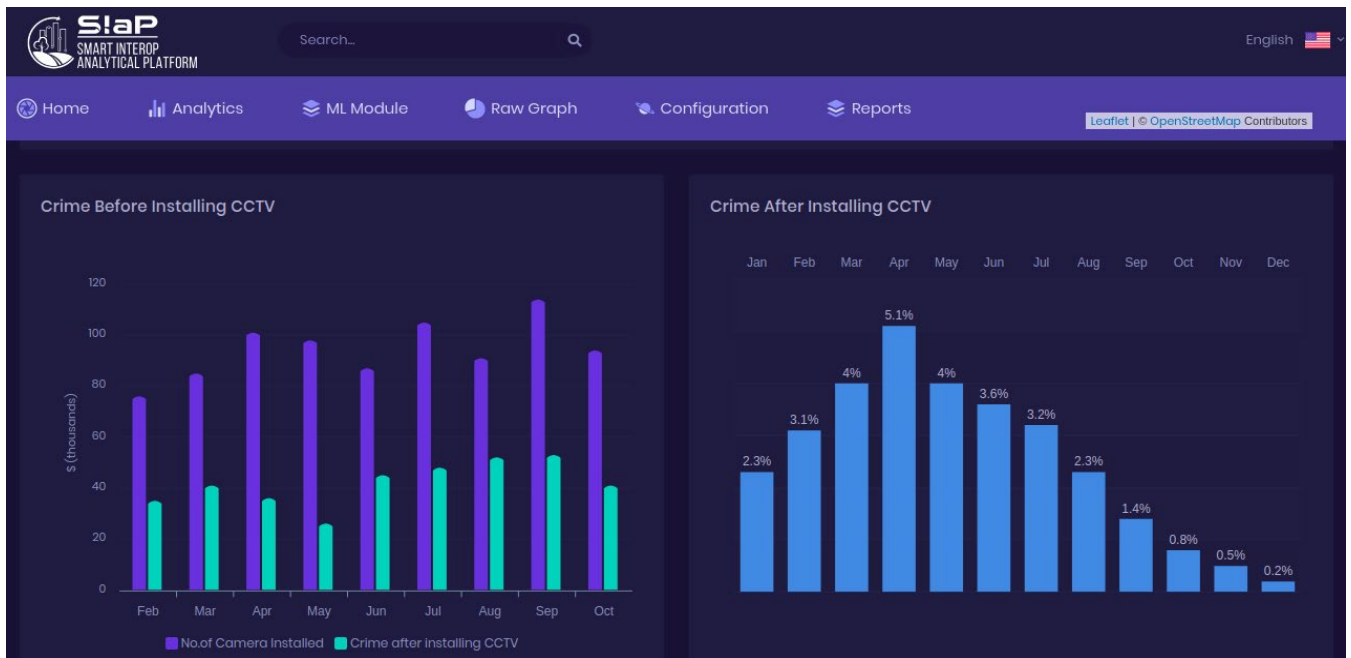 S!aP
SMART INTEROP
ANALYTICAL PLATFORM
Search...
English
Home
Analytics
ML Module
Raw Graph
Configuration
Reports
Leaflet | © OpenStreetMap Contributors
Crime Before Installing CCTV
120
100
80
60
40
20
0
$ (thousands)
Feb Mar Apr May Jun Jul Aug Sep Oct
No.of Camera Installed Crime after installing CCTV
Crime After Installing CCTV
Jan Feb Mar Apr May Jun Jul Aug Sep Oct Nov Dec
2.3% 3.1% 4% 5.1% 4% 3.6% 3.2% 2.3% 1.4% 0.8% 0.5% 0.2%